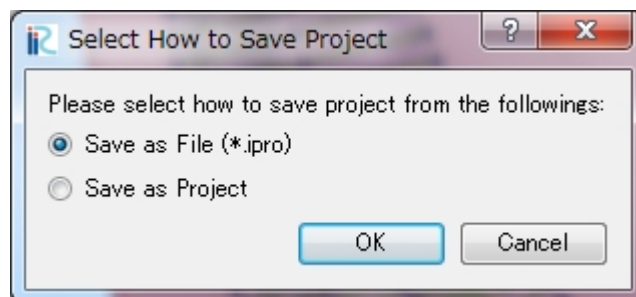 iRIC Select How to Save Project
Please select how to save project from the followings:
Save as File (*.ipro)
Save as Project
OK Cancel